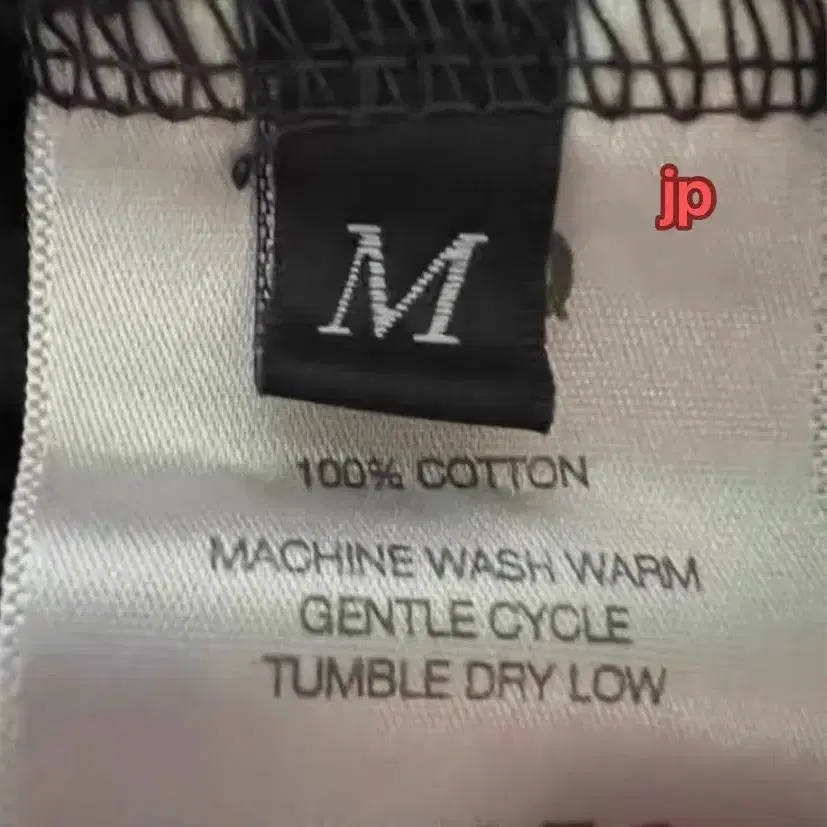 jp
M
100% COTTON
MACHINE WASH WARM
GENTLE CYCLE
TUMBLE DRY LOW